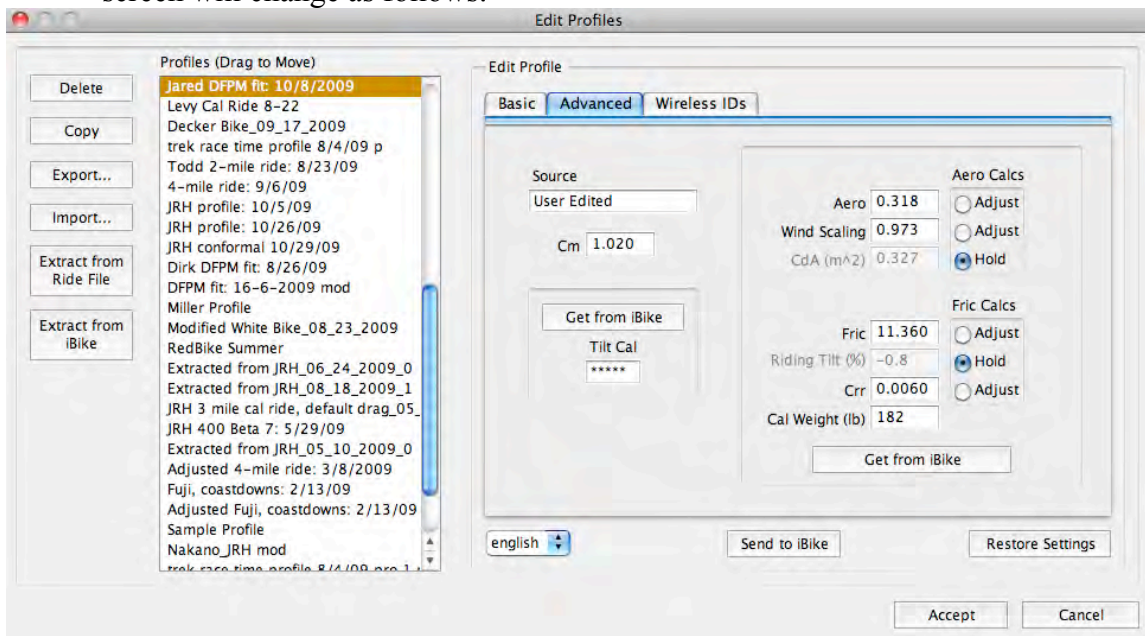 screen will change as follows:
Edit Profiles
Delete
Copy
Export...
Import...
Extract from
Ride File
Extract from
iBike
Profiles (Drag to Move)
Jared DFPM fit: 10/8/2009
Levy Cal Ride 8-22
Decker Bike_09_17_2009
trek race time profile 8/4/09 p
Todd 2-mile ride: 8/23/09
4-mile ride: 9/6/09
JRH profile: 10/5/09
JRH profile: 10/26/09
JRH conformal 10/29/09
Dirk DFPM fit: 8/26/09
DFPM fit: 16-6-2009 mod
Miller Profile
Modified White Bike_08_23_2009
RedBike Summer
Extracted from JRH_06_24_2009_0
Extracted from JRH_08_18_2009_1
JRH 3 mile cal ride, default drag_05_
JRH 400 Beta 7: 5/29/09
Extracted from JRH_05_10_2009_0
Adjusted 4-mile ride: 3/8/2009
Fuji, coastdowns: 2/13/09
Adjusted Fuji, coastdowns: 2/13/09
Sample Profile
Nakano_JRH mod
trek race time profile 8/4/09 pro 1
Edit Profile
Basic Advanced Wireless IDs
Source
User Edited
Cm 1.020
Get from iBike
Tilt Cal
*****
Aero Calcs
Aero 0.318 Adjust
Wind Scaling 0.973 Adjust
CdA (m^2) 0.327 Hold
Fric Calcs
Fric 11.360 Adjust
Riding Tilt (%) -0.8 Hold
Crr 0.0060 Adjust
Cal Weight (lb) 182
Get from iBike
english Send to iBike Restore Settings
Accept Cancel